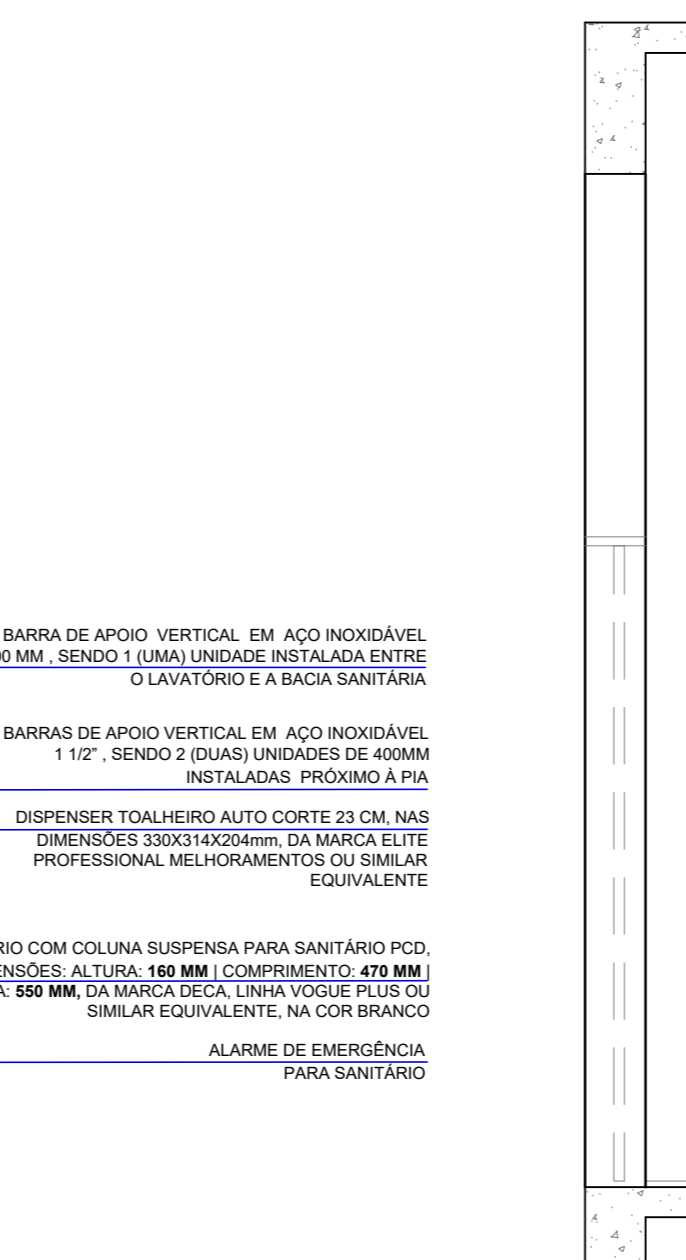 BARRA DE APOIO VERTICAL EM AÇO INOXIDÁVEL
00 MM , SENDO 1 (UMA) UNIDADE INSTALADA ENTRE
O LAVATÓRIO E A BACIA SANITÁRIA
BARRAS DE APOIO VERTICAL EM AÇO INOXIDÁVEL
1 1/2" , SENDO 2 (DUAS) UNIDADES DE 400MM
INSTALADAS PRÓXIMO À PIA
DISPENSER TOALHEIRO AUTO CORTE 23 CM, NAS
DIMENSÕES 330X314X204mm, DA MARCA ELITE
PROFESSIONAL MELHORAMENTOS OU SIMILAR
EQUIVALENTE
RIO COM COLUNA SUSPENSA PARA SANITÁRIO PCD,
ENSÕES: ALTURA: 160 MM | COMPRIMENTO: 470 MM |
A: 550 MM, DA MARCA DECA, LINHA VOGUE PLUS OU
SIMILAR EQUIVALENTE, NA COR BRANCO
ALARME DE EMERGÊNCIA
PARA SANITÁRIO